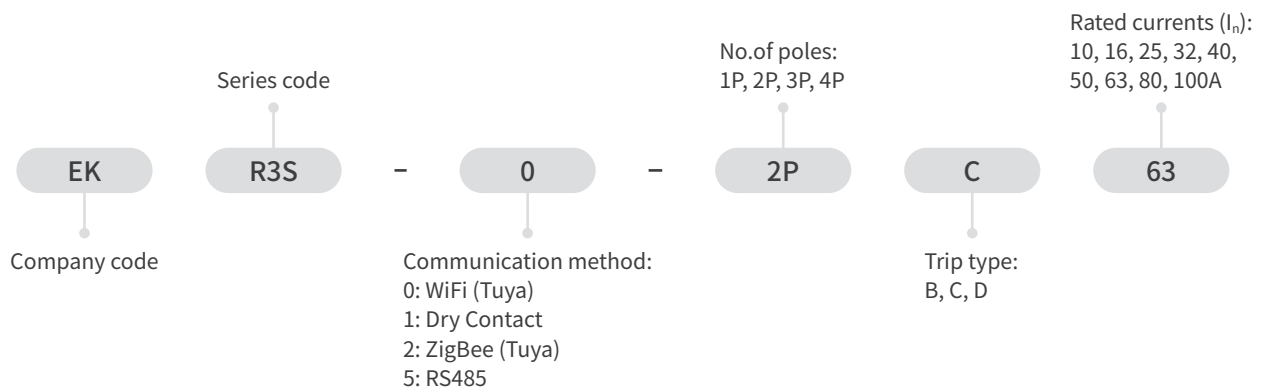 Rated currents (Iₙ):
10, 16, 25, 32, 40,
50, 63, 80, 100A
No.of poles:
1P, 2P, 3P, 4P
Series code
EK R3S - 0 - 2P C 63
Company code
Communication method:
0: WiFi (Tuya)
1: Dry Contact
2: ZigBee (Tuya)
5: RS485
Trip type:
B, C, D